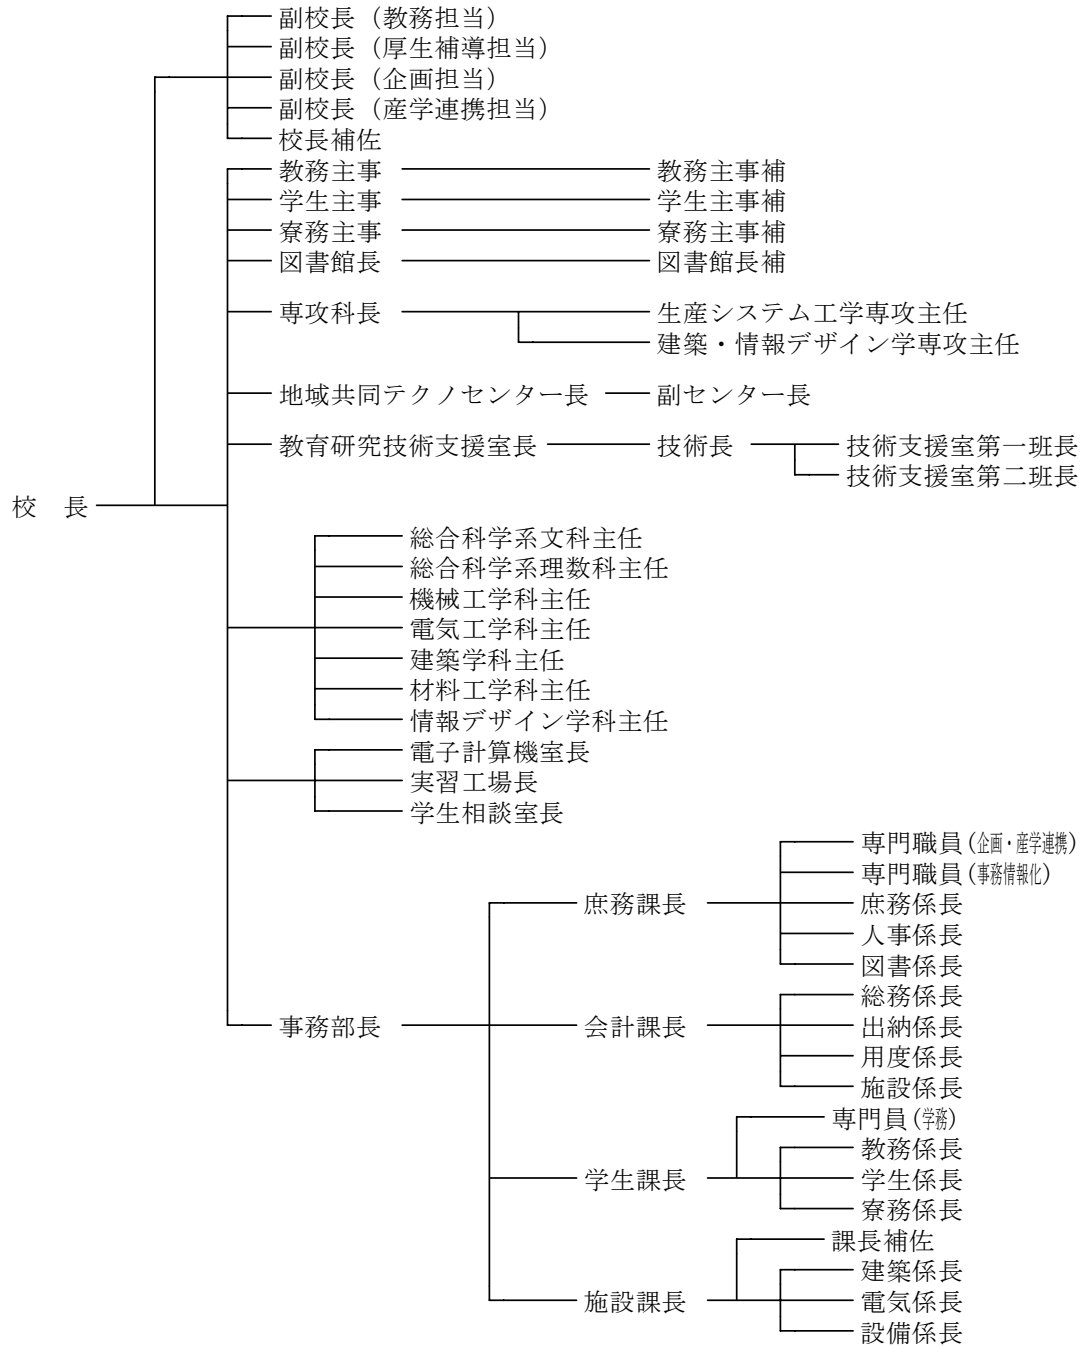 副校長（教務担当）
副校長（厚生補導担当）
副校長（企画担当）
副校長（産学連携担当）
校長補佐
教務主事 教務主事補
学生主事 学生主事補
寮務主事 寮務主事補
図書館長 図書館長補
専攻科長 生産システム工学専攻主任
建築・情報デザイン学専攻主任
地域共同テクノセンター長 副センター長
教育研究技術支援室長 技術長 技術支援室第一班長
技術支援室第二班長
校　長
総合科学系文科主任
総合科学系理数科主任
機械工学科主任
電気工学科主任
建築学科主任
材料工学科主任
情報デザイン学科主任
電子計算機室長
実習工場長
学生相談室長
専門職員(企画・産学連携)
専門職員(事務情報化)
庶務課長 庶務係長
人事係長
図書係長
総務係長
事務部長 会計課長 出納係長
用度係長
施設係長
専門員(学務)
教務係長
学生課長 学生係長
寮務係長
課長補佐
建築係長
施設課長 電気係長
設備係長